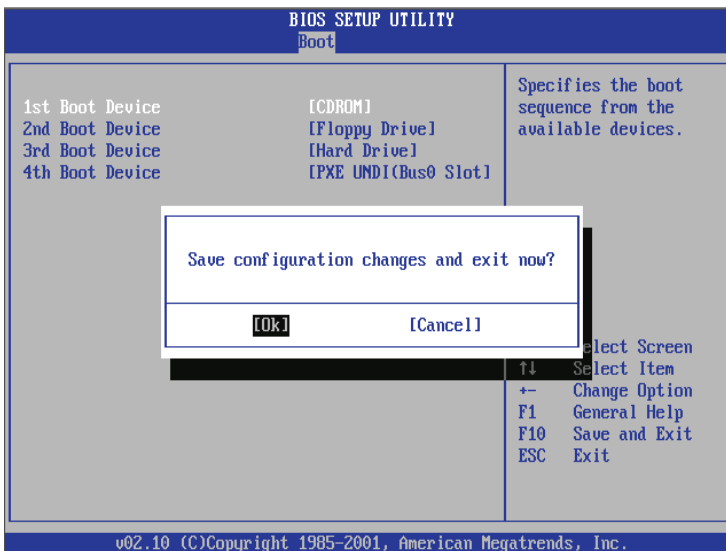 BIOS SETUP UTILITY
Boot
1st Boot Device [CDROM]
2nd Boot Device [Floppy Drive]
3rd Boot Device [Hard Drive]
4th Boot Device [PXE UNDI(Bus0 Slot]
Specifies the boot
sequence from the
available devices.
Save configuration changes and exit now?
[Ok] [Cancel]
elect Screen
↑↓ Select Item
+- Change Option
F1 General Help
F10 Save and Exit
ESC Exit
v02.10 (C)Copyright 1985-2001, American Megatrends, Inc.